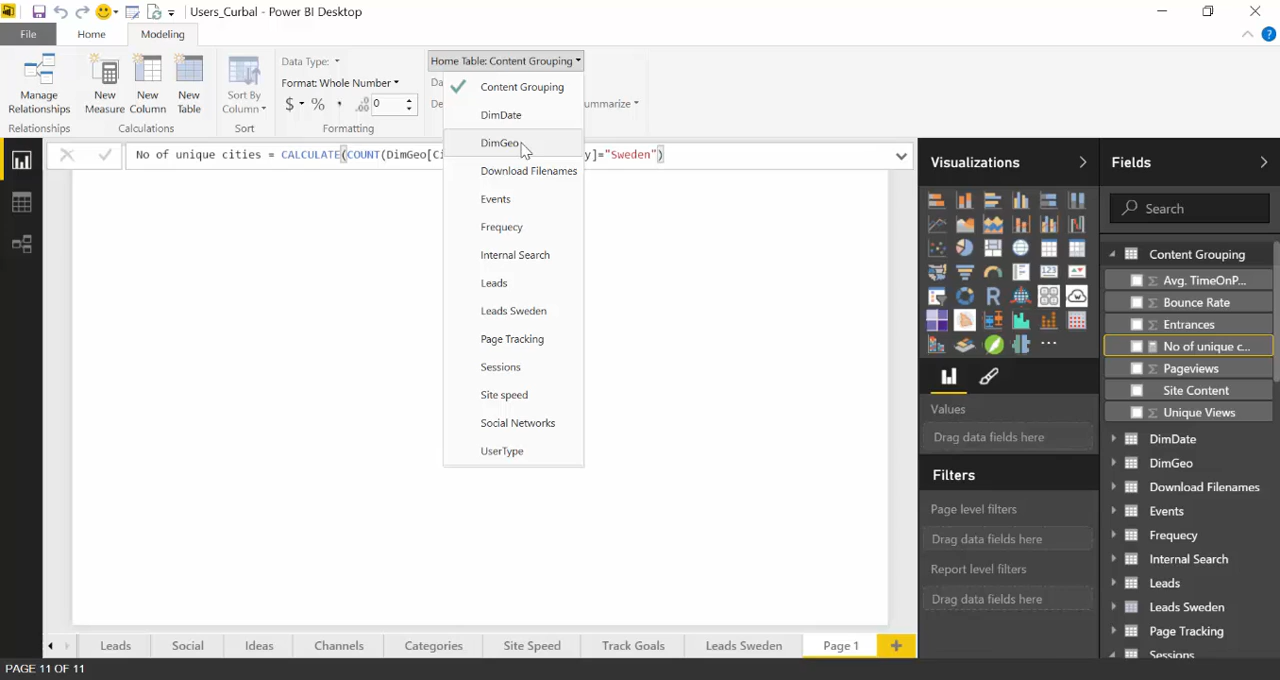 Users_Curbal - Power BI Desktop
File
Home
Modeling
Manage
Relationships
New
Measure
New
Column
New
Table
Sort By
Column
Data Type:
Format: Whole Number
$ % , .00 0
Home Table: Content Grouping
ummarize
Relationships
Calculations
Sort
Formatting
Content Grouping
DimDate
DimGeo
Download Filenames
Events
Frequecy
Internal Search
Leads
Leads Sweden
Page Tracking
Sessions
Site speed
Social Networks
UserType
No of unique cities = CALCULATE(COUNT(DimGeo[Ci y]="Sweden")
Visualizations
R
Values
Drag data fields here
Filters
Page level filters
Drag data fields here
Report level filters
Drag data fields here
Fields
Search
Content Grouping
Avg. TimeOnP...
Bounce Rate
Entrances
No of unique c...
Pageviews
Site Content
Unique Views
DimDate
DimGeo
Download Filenames
Events
Frequecy
Internal Search
Leads
Leads Sweden
Page Tracking
Sessions
Leads
Social
Ideas
Channels
Categories
Site Speed
Track Goals
Leads Sweden
Page 1
PAGE 11 OF 11